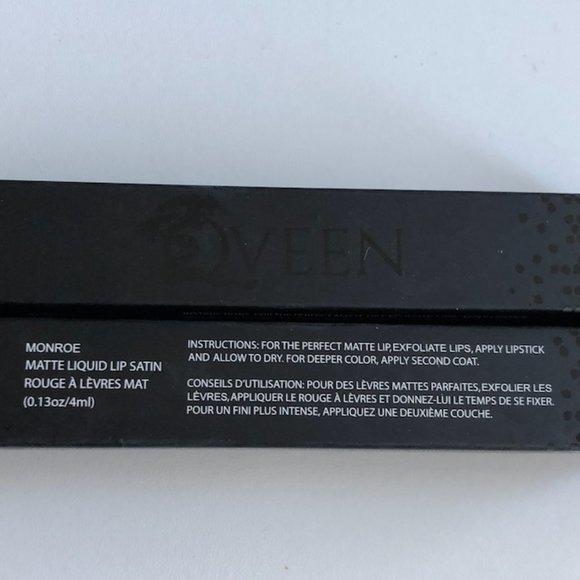 QVEEN
MONROE
MATTE LIQUID LIP SATIN
ROUGE À LÈVRES MAT
(0.13oz/4ml)
INSTRUCTIONS: FOR THE PERFECT MATTE LIP, EXFOLIATE LIPS, APPLY LIPSTICK
AND ALLOW TO DRY. FOR DEEPER COLOR, APPLY SECOND COAT.
CONSEILS D'UTILISATION: POUR DES LÈVRES MATTES PARFAITES, EXFOLIER LES
LÈVRES, APPLIQUER LE ROUGE À LÈVRES ET DONNEZ-LUI LE TEMPS DE SE FIXER.
POUR UN FINI PLUS INTENSE, APPLIQUEZ UNE DEUXIÈME COUCHE.